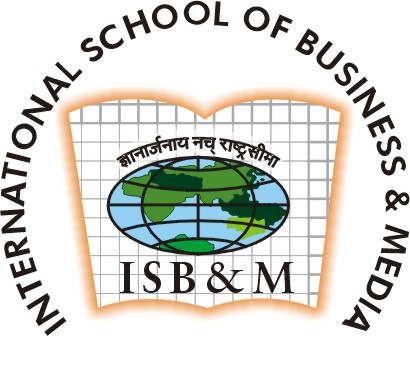 INTERNATIONAL SCHOOL OF BUSINESS & MEDIA
ज्ञानार्जनाय नच् राष्ट्रसीमा
ISB&M